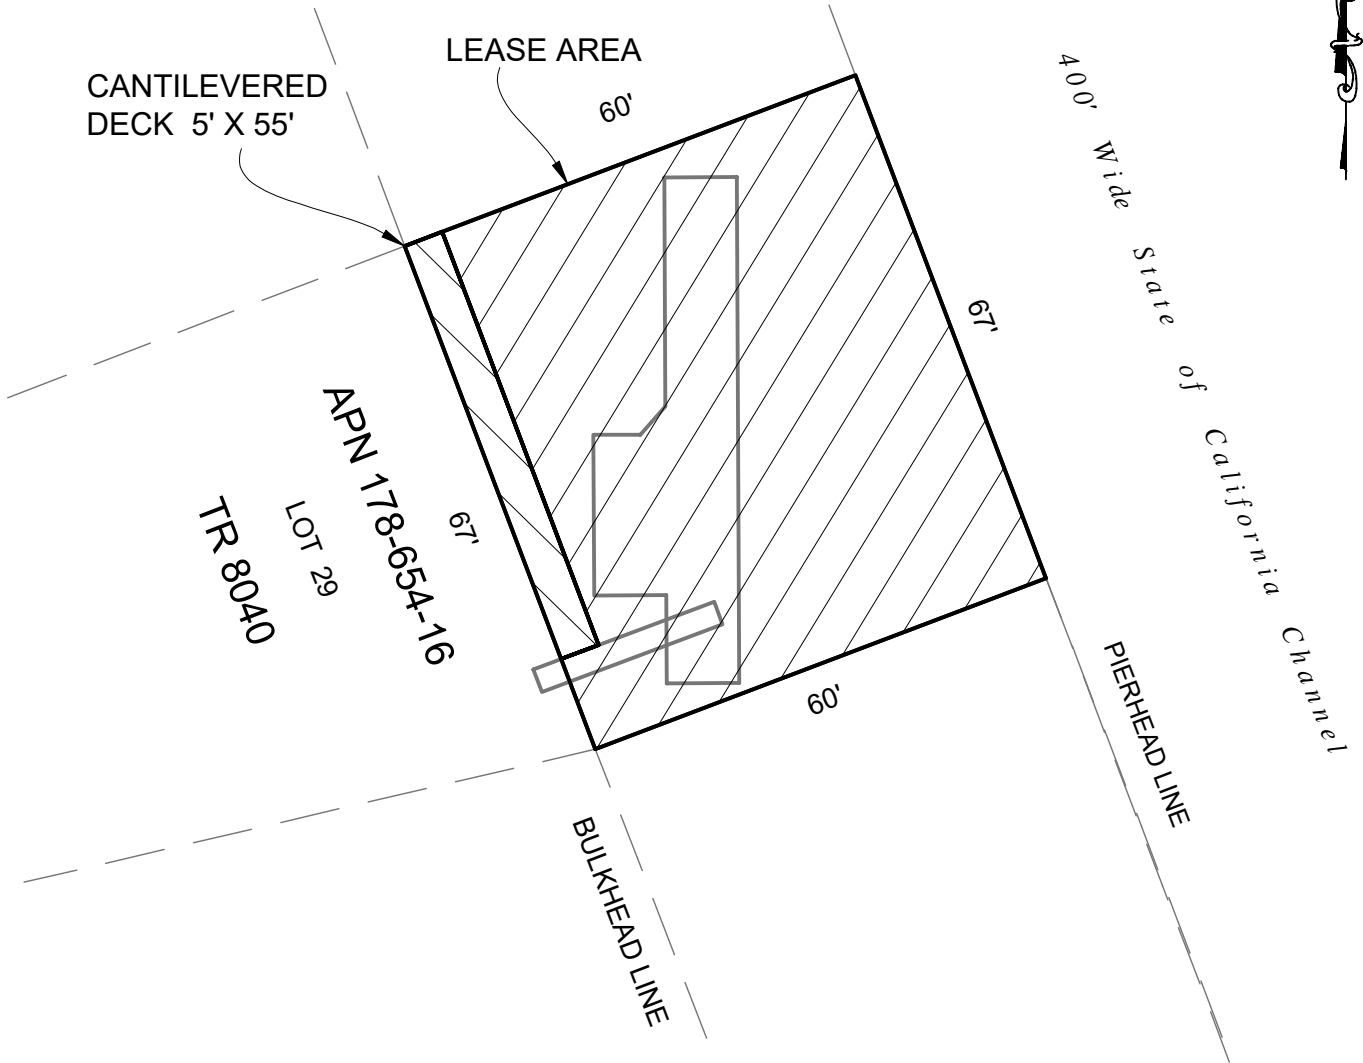 LEASE AREA
CANTILEVERED
DECK  5' X 55'
60'
400' Wide State of California Channel
67'
APN 178-654-16
67'
LOT 29
TR 8040
60'
PIERHEAD LINE
BULKHEAD LINE